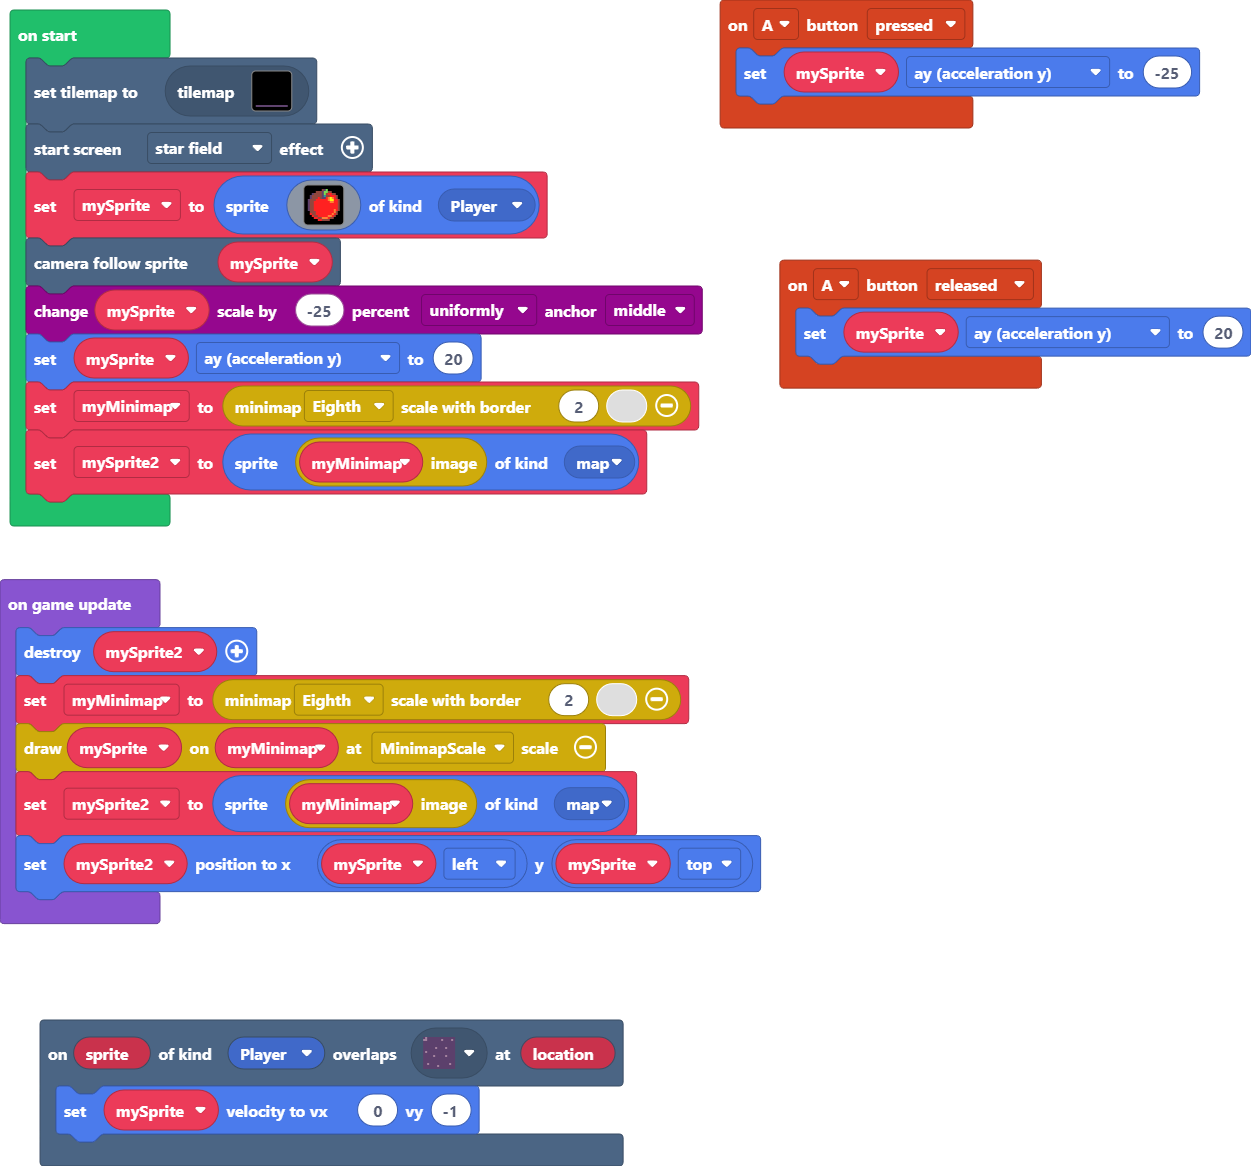 on start
set tilemap to tilemap
start screen star field effect
set mySprite to sprite of kind Player
camera follow sprite mySprite
change mySprite scale by -25 percent uniformly anchor middle
set mySprite ay (acceleration y) to 20
set myMinimap to minimap Eighth scale with border 2
set mySprite2 to sprite myMinimap image of kind map
on A button pressed
set mySprite ay (acceleration y) to -25
on A button released
set mySprite ay (acceleration y) to 20
on game update
destroy mySprite2
set myMinimap to minimap Eighth scale with border 2
draw mySprite on myMinimap at MinimapScale scale
set mySprite2 to sprite myMinimap image of kind map
set mySprite2 position to x mySprite left y mySprite top
on sprite of kind Player overlaps at location
set mySprite velocity to vx 0 vy -1